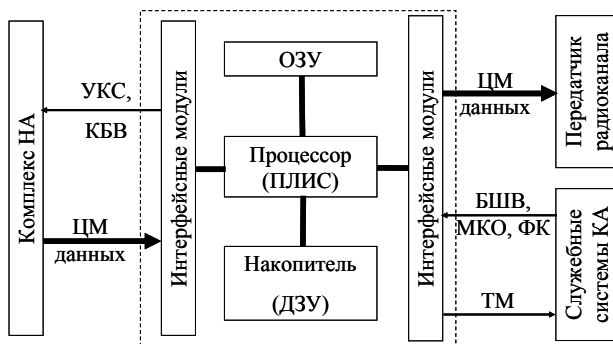 Комплекс НА
УКС,
КБВ
ЦМ
данных
Интерфейсные модули
ОЗУ
Процессор
(ПЛИС)
Накопитель
(ДЗУ)
Интерфейсные модули
ЦМ
данных
БШВ,
МКО, ФК
ТМ
Передатчик
радиоканала
Служебные
системы КА